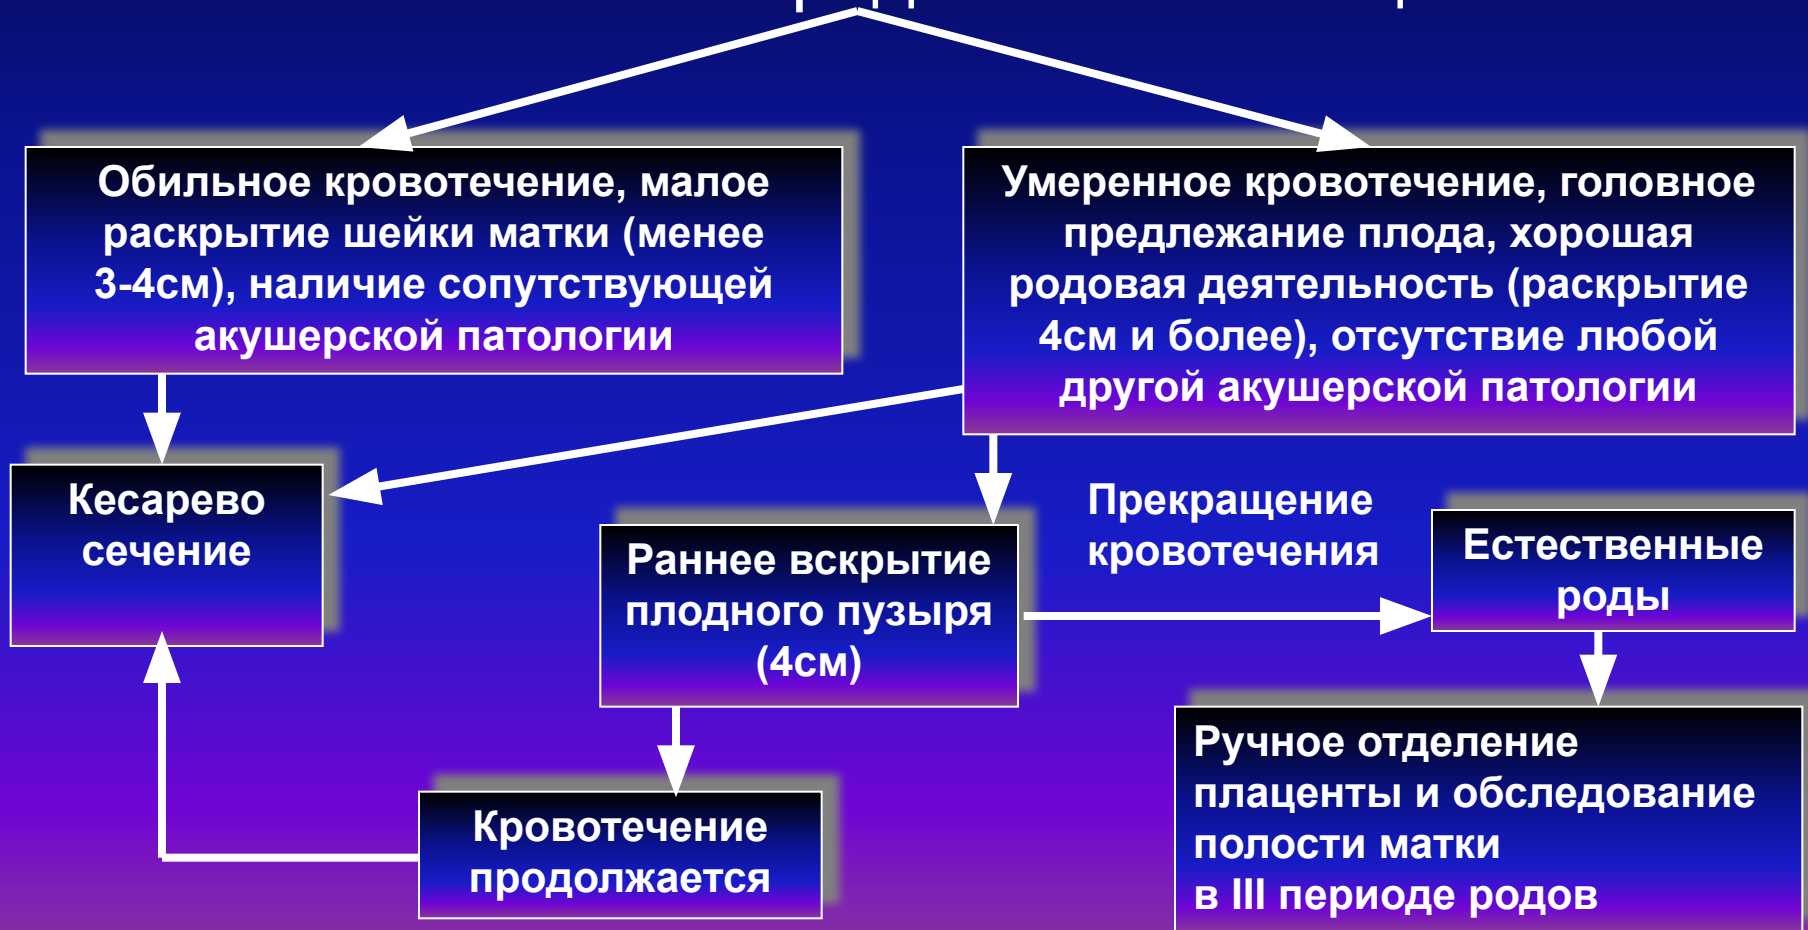 Обильное кровотечение, малое
раскрытие шейки матки (менее
3-4см), наличие сопутствующей
акушерской патологии
Умеренное кровотечение, головное
предлежание плода, хорошая
родовая деятельность (раскрытие
4см и более), отсутствие любой
другой акушерской патологии
Кесарево
сечение
Раннее вскрытие
плодного пузыря
(4см)
Прекращение
кровотечения
Естественные
роды
Кровотечение
продолжается
Ручное отделение
плаценты и обследование
полости матки
в III периоде родов